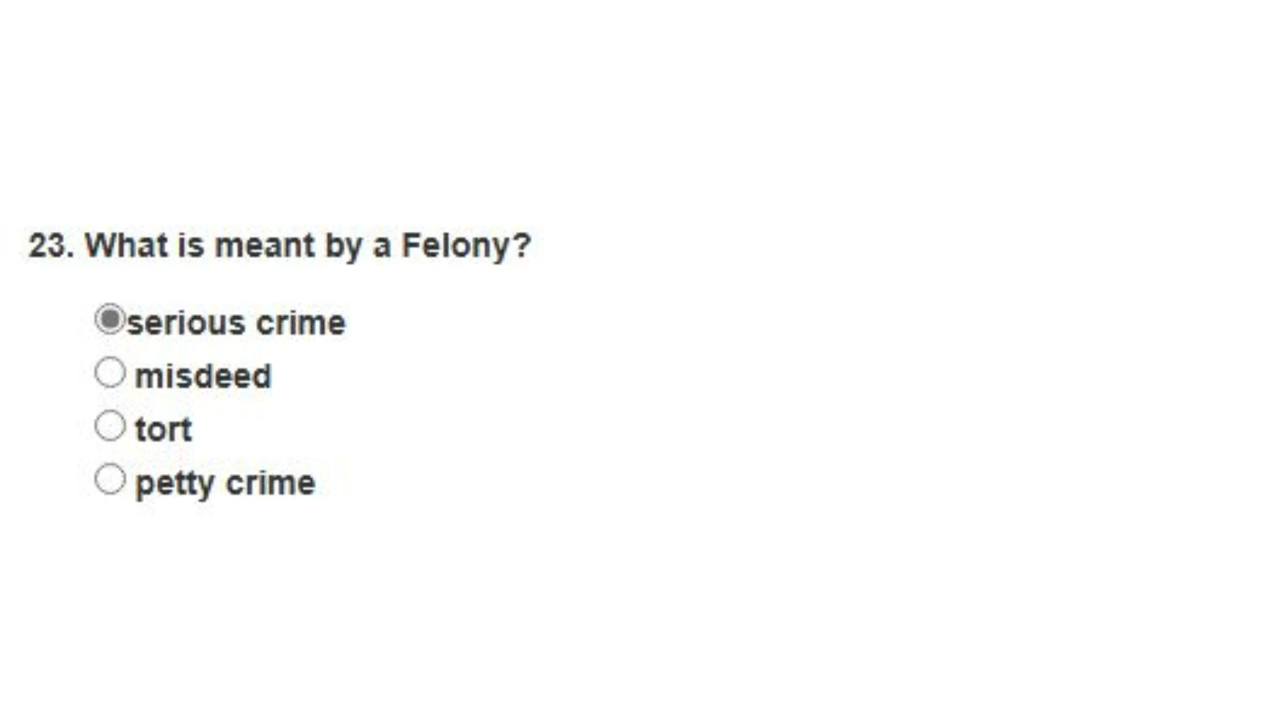 23. What is meant by a Felony?
serious crime
misdeed
tort
petty crime